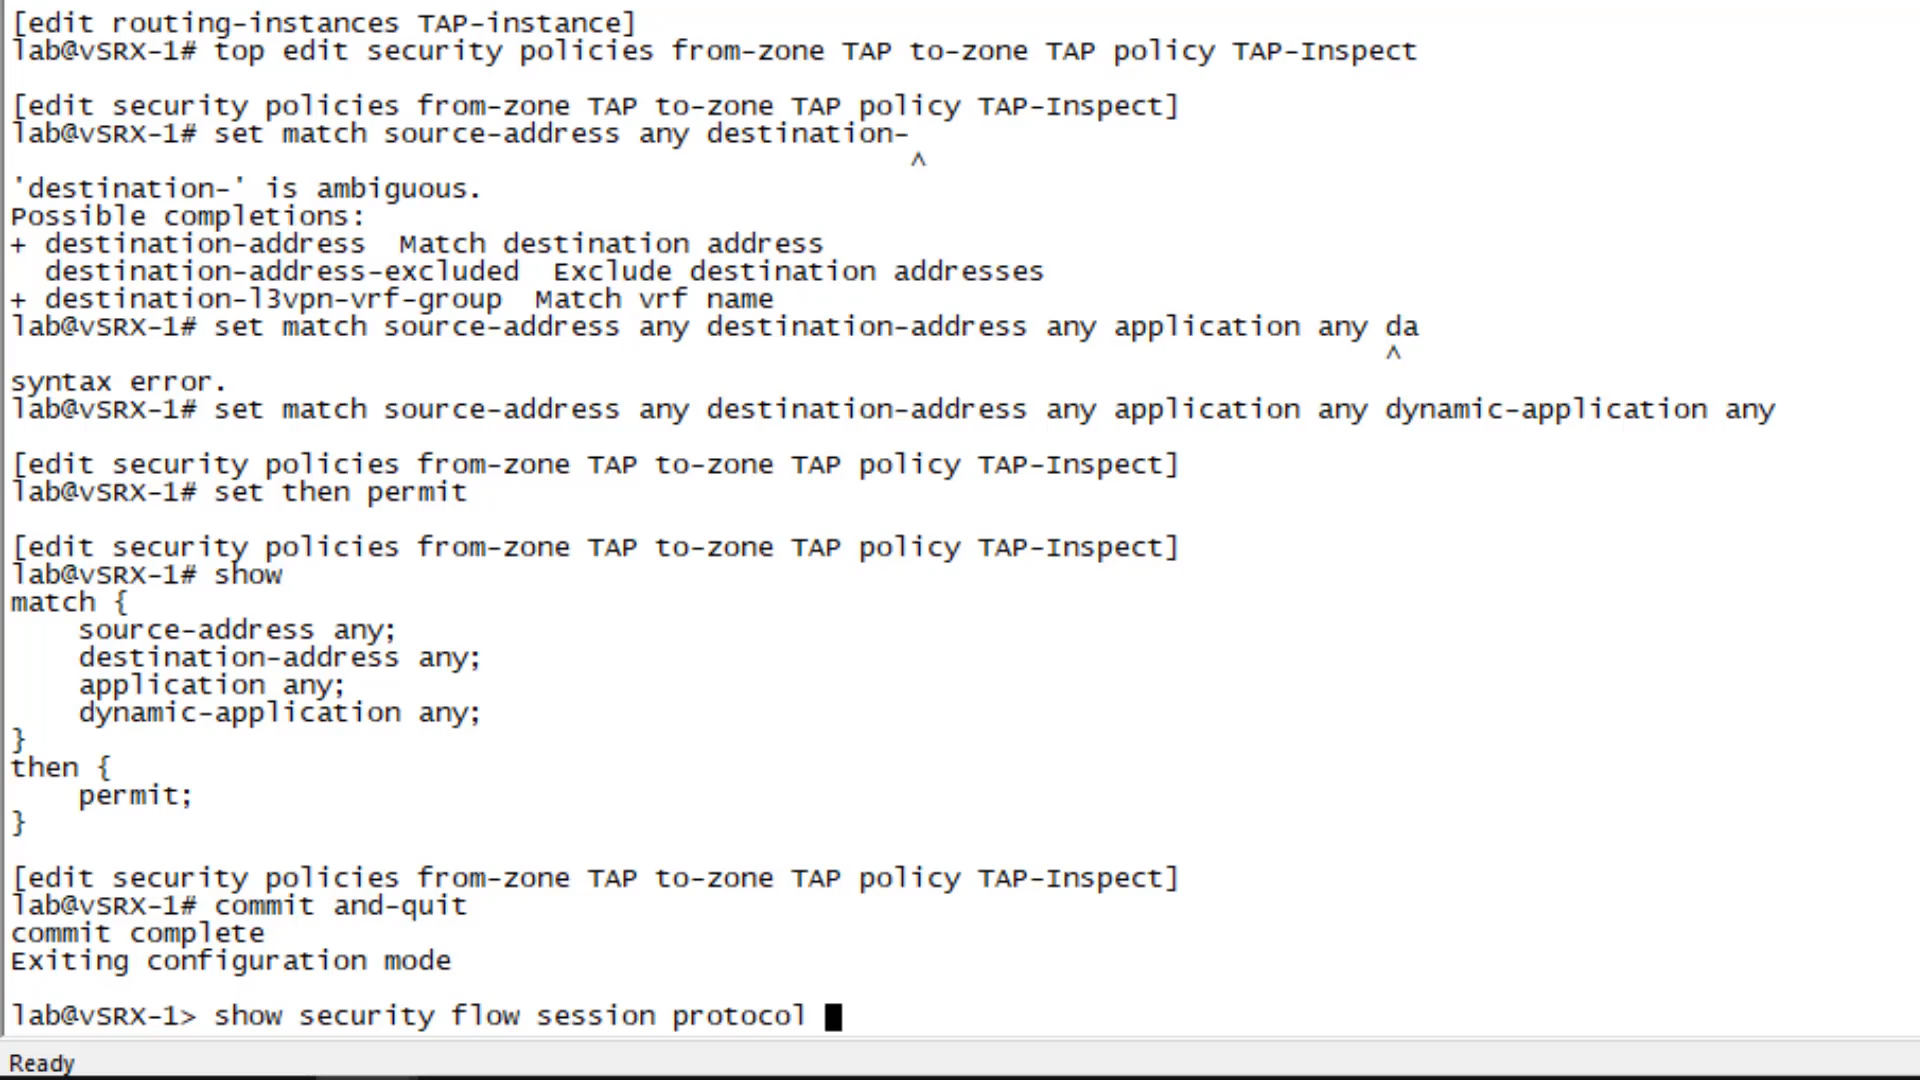 [edit routing-instances TAP-instance]
lab@vSRX-1# top edit security policies from-zone TAP to-zone TAP policy TAP-Inspect
[edit security policies from-zone TAP to-zone TAP policy TAP-Inspect]
lab@vSRX-1# set match source-address any destination-
^
'destination-' is ambiguous.
Possible completions:
+ destination-address  Match destination address
  destination-address-excluded  Exclude destination addresses
+ destination-l3vpn-vrf-group  Match vrf name
lab@vSRX-1# set match source-address any destination-address any application any da
^
syntax error.
lab@vSRX-1# set match source-address any destination-address any application any dynamic-application any
[edit security policies from-zone TAP to-zone TAP policy TAP-Inspect]
lab@vSRX-1# set then permit
[edit security policies from-zone TAP to-zone TAP policy TAP-Inspect]
lab@vSRX-1# show
match {
    source-address any;
    destination-address any;
    application any;
    dynamic-application any;
}
then {
    permit;
}
[edit security policies from-zone TAP to-zone TAP policy TAP-Inspect]
lab@vSRX-1# commit and-quit
commit complete
Exiting configuration mode
lab@vSRX-1> show security flow session protocol
Ready